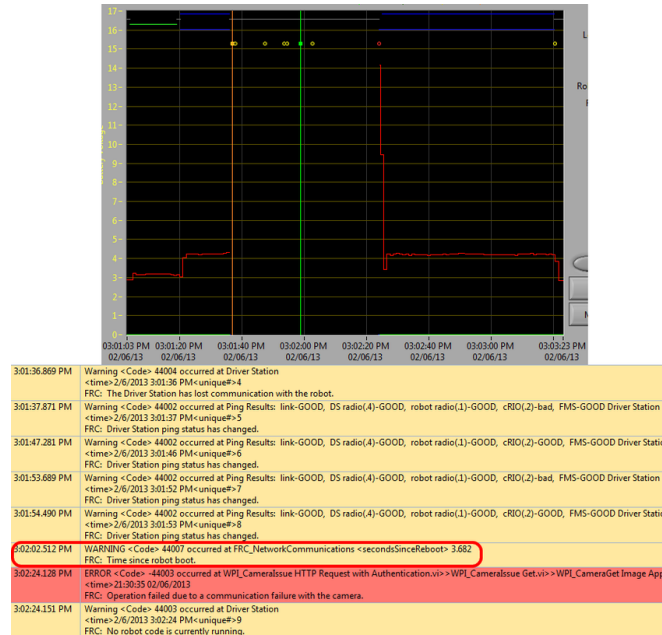 17-
16-
15-
14-
13-
12-
11-
10-
9-
8-
7-
6-
5-
4-
3-
2-
1-
0-
L
Ro
F
M
03:01:03 PM 03:01:20 PM 03:01:40 PM 03:02:00 PM 03:02:20 PM 03:02:40 PM 03:03:00 PM 03:03:23 PM
02/06/13 02/06/13 02/06/13 02/06/13 02/06/13 02/06/13 02/06/13 02/06/13
3:01:36.869 PM Warning <Code> 44004 occurred at Driver Station
<time>2/6/2013 3:01:36 PM<unique#>4
FRC: The Driver Station has lost communication with the robot.
3:01:37.871 PM Warning <Code> 44002 occurred at Ping Results: link-GOOD, DS radio(.4)-GOOD, robot radio(.1)-GOOD, cRIO(.2)-bad, FMS-GOOD Driver Station
<time>2/6/2013 3:01:37 PM<unique#>5
FRC: Driver Station ping status has changed.
3:01:47.281 PM Warning <Code> 44002 occurred at Ping Results: link-GOOD, DS radio(.4)-GOOD, robot radio(.1)-GOOD, cRIO(.2)-GOOD, FMS-GOOD Driver Static
<time>2/6/2013 3:01:46 PM<unique#>6
FRC: Driver Station ping status has changed.
3:01:53.689 PM Warning <Code> 44002 occurred at Ping Results: link-GOOD, DS radio(.4)-GOOD, robot radio(.1)-GOOD, cRIO(.2)-bad, FMS-GOOD Driver Station
<time>2/6/2013 3:01:52 PM<unique#>7
FRC: Driver Station ping status has changed.
3:01:54.490 PM Warning <Code> 44002 occurred at Ping Results: link-GOOD, DS radio(.4)-GOOD, robot radio(.1)-GOOD, cRIO(.2)-GOOD, FMS-GOOD Driver Static
<time>2/6/2013 3:01:53 PM<unique#>8
FRC: Driver Station ping status has changed.
3:02:02.512 PM WARNING <Code> 44007 occurred at FRC_NetworkCommunications <secondsSinceReboot> 3.682
FRC: Time since robot boot.
3:02:24.128 PM ERROR <Code> -44003 occurred at WPI_CameraIssue HTTP Request with Authentication.vi>>WPI_CameraIssue Get.vi>>WPI_CameraGet Image App
<time>21:30:35 02/06/2013
FRC: Operation failed due to a communication failure with the camera.
3:02:24.151 PM Warning <Code> 44003 occurred at Driver Station
<time>2/6/2013 3:02:24 PM<unique#>9
FRC: No robot code is currently running.